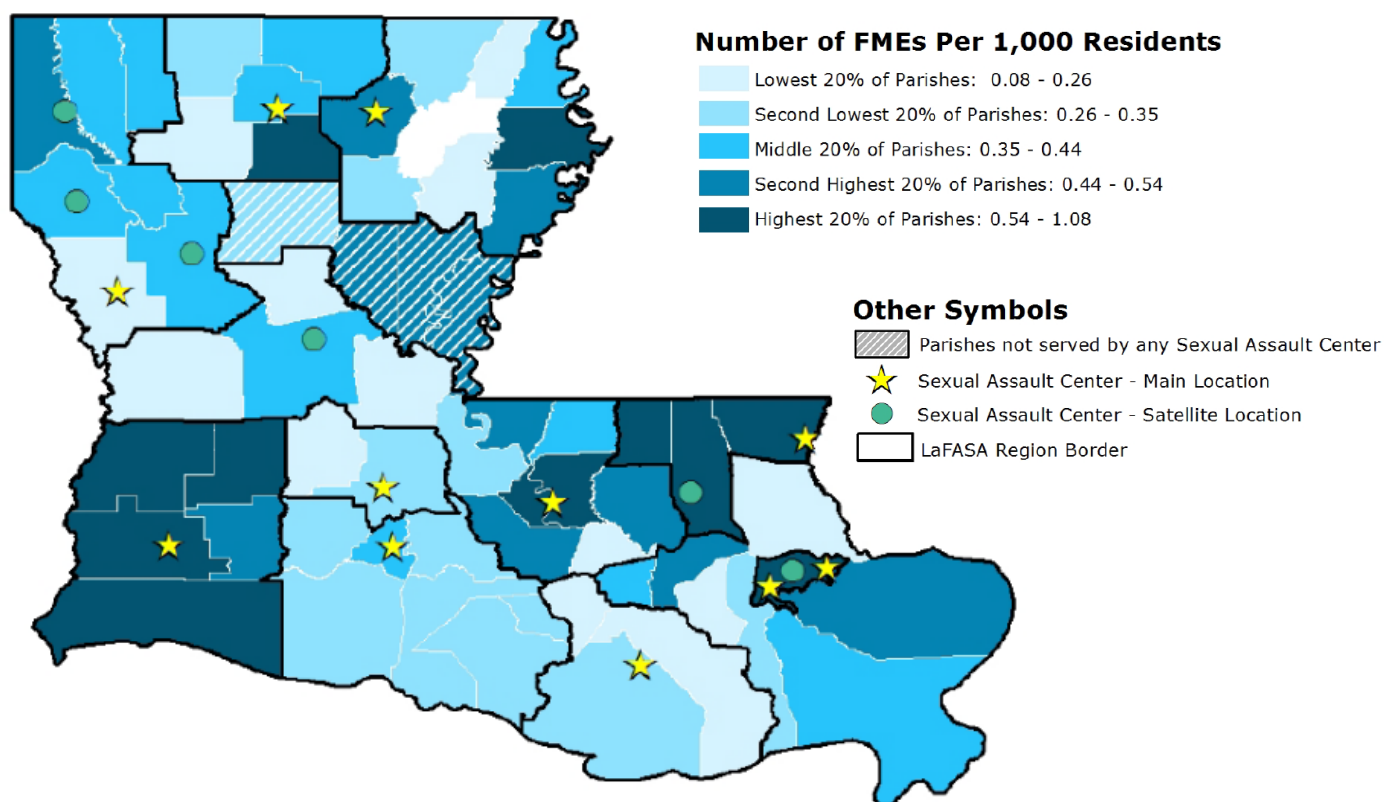 Number of FMEs Per 1,000 Residents
Lowest 20% of Parishes: 0.08 - 0.26
Second Lowest 20% of Parishes: 0.26 - 0.35
Middle 20% of Parishes: 0.35 - 0.44
Second Highest 20% of Parishes: 0.44 - 0.54
Highest 20% of Parishes: 0.54 - 1.08
Other Symbols
Parishes not served by any Sexual Assault Center
Sexual Assault Center - Main Location
Sexual Assault Center - Satellite Location
LaFASA Region Border